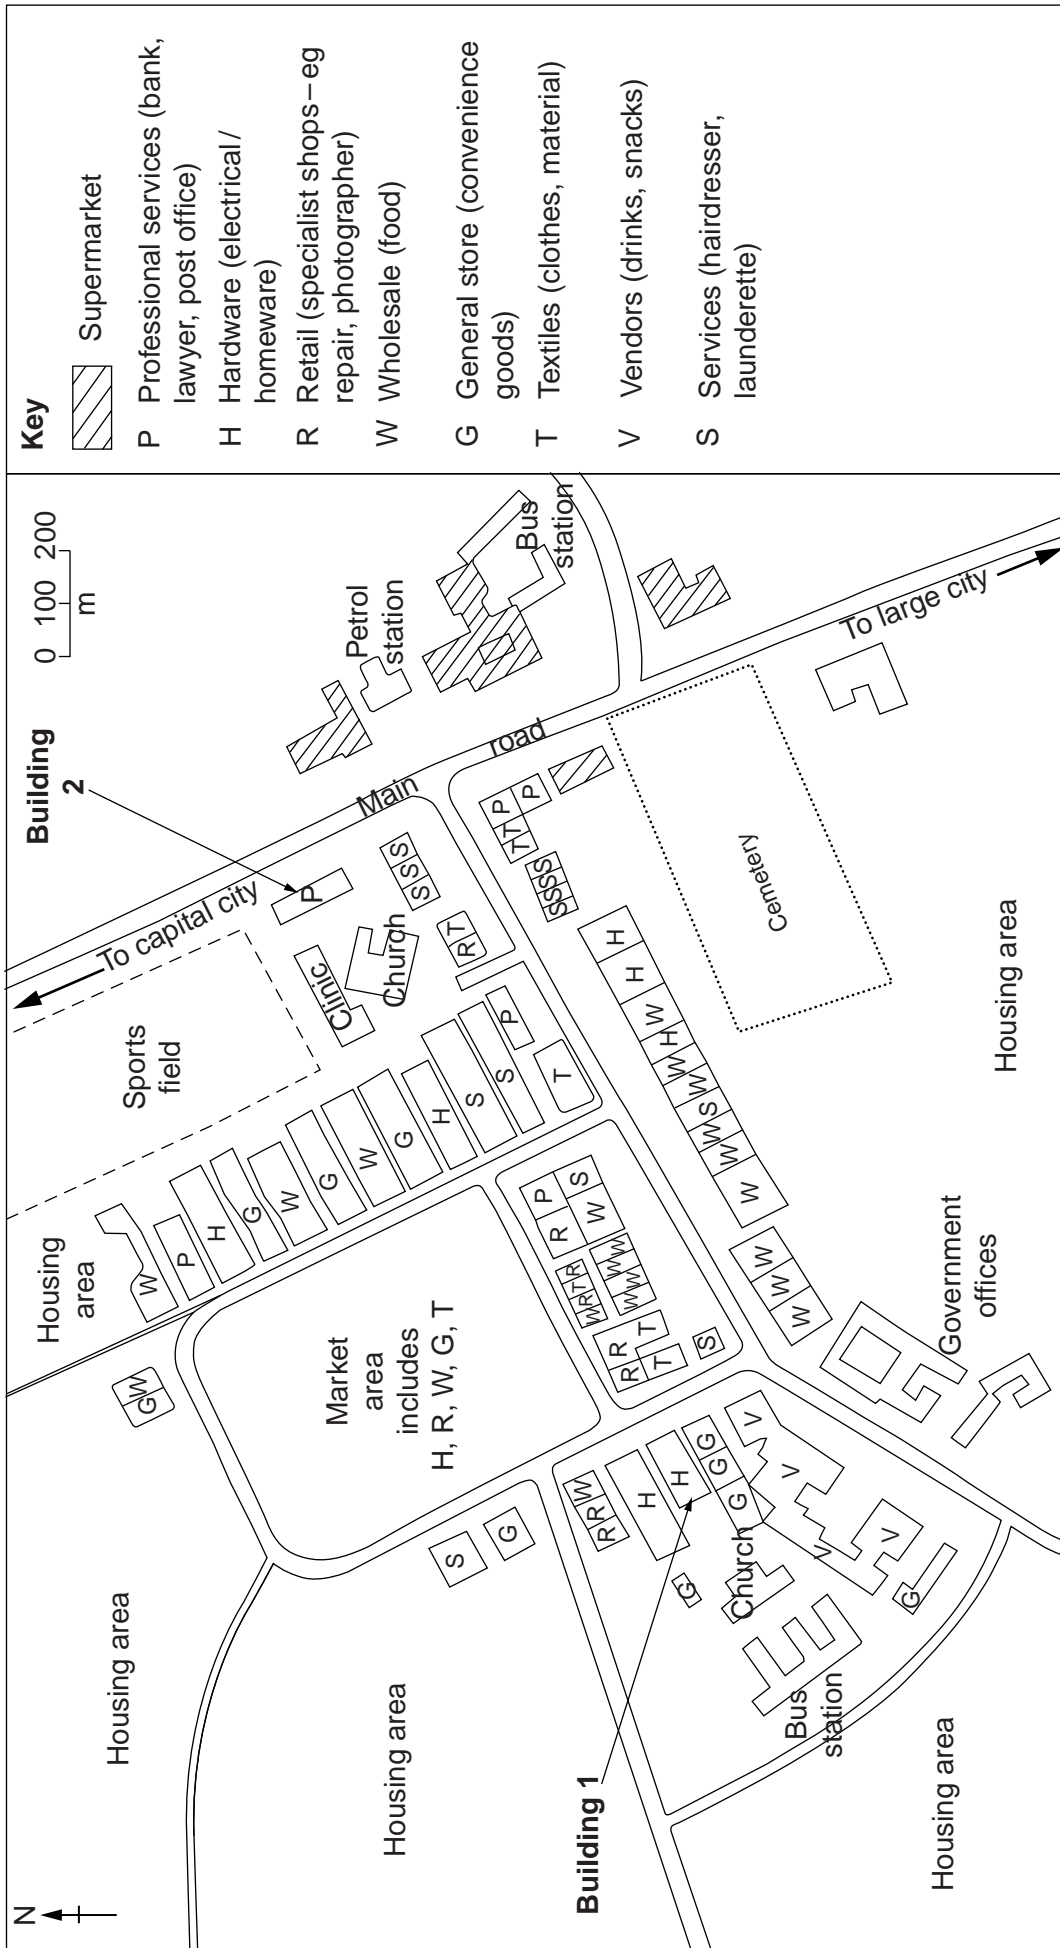 N
Housing area
Housing area
Building 1
Housing area
Bus
station
Church
G
G
V
V
V
V
R R W
H
H
G G G
S
G
G W
Housing
area
Market
area
includes
H, R, W, G, T
W
P
H
G
W
G
W
G
H
S
S
P
T
Sports
field
To capital city
Clinic
Church
R T
S S S
P
Building
2
Main
road
Petrol
station
Bus
station
To large city
0 100 200
m
P
R
S
W
W R T R
W W W W
R R
T T
S
T T P
P
S S S S
W W W
W W W S W W H W H H
Cemetery
Housing area
Government
offices
Key
Supermarket
P Professional services (bank,
lawyer, post office)
H Hardware (electrical/
homeware)
R Retail (specialist shops–eg
repair, photographer)
W Wholesale (food)
G General store (convenience
goods)
T Textiles (clothes, material)
V Vendors (drinks, snacks)
S Services (hairdresser,
launderette)